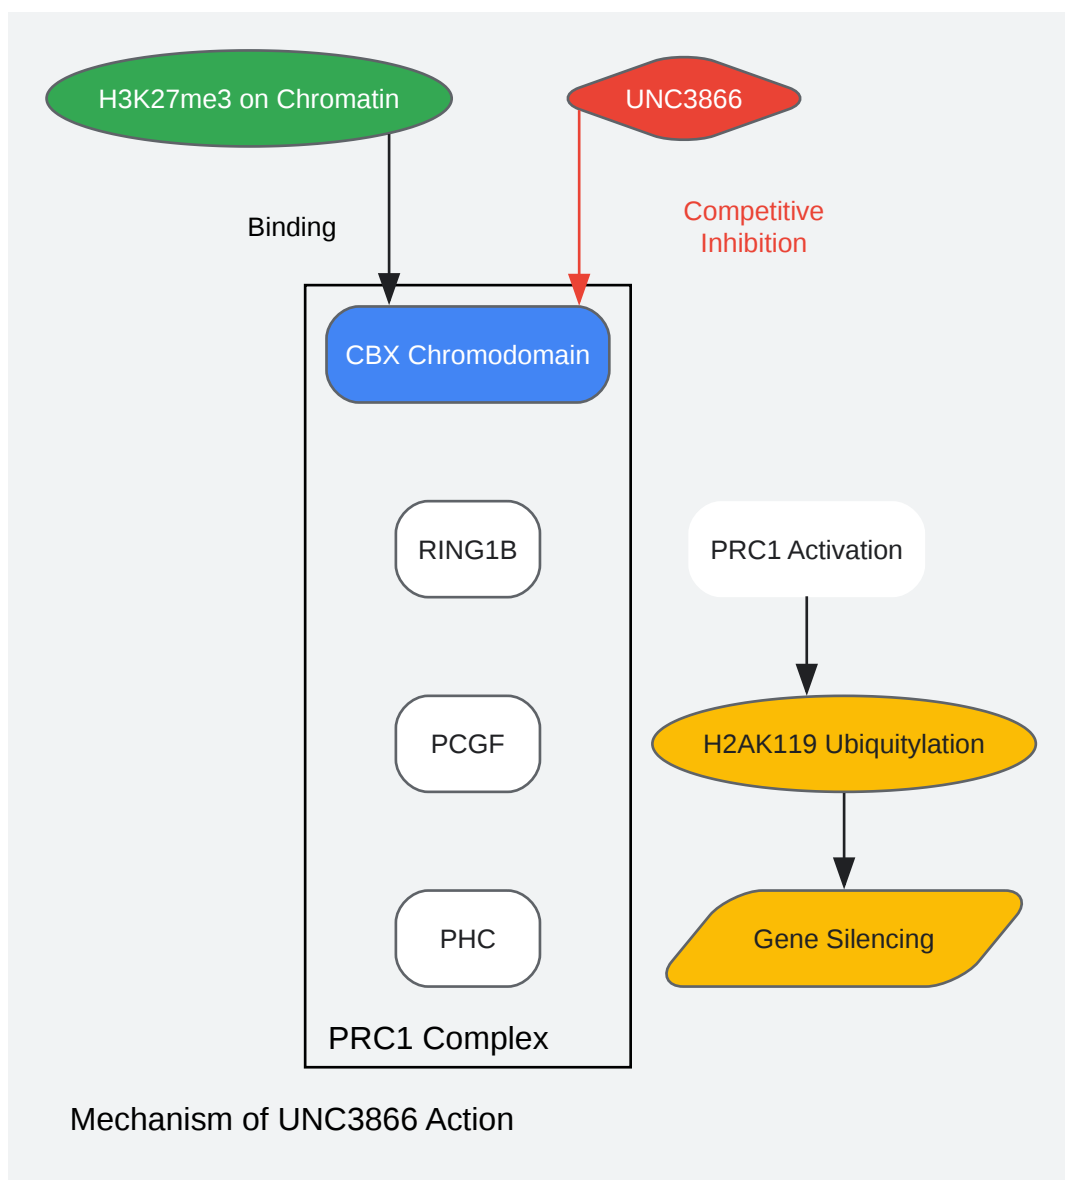 H3K27me3 on Chromatin
UNC3866
Binding
Competitive
Inhibition
CBX Chromodomain
RING1B
PRC1 Activation
PCGF
H2AK119 Ubiquitylation
PHC
Gene Silencing
PRC1 Complex
Mechanism of UNC3866 Action